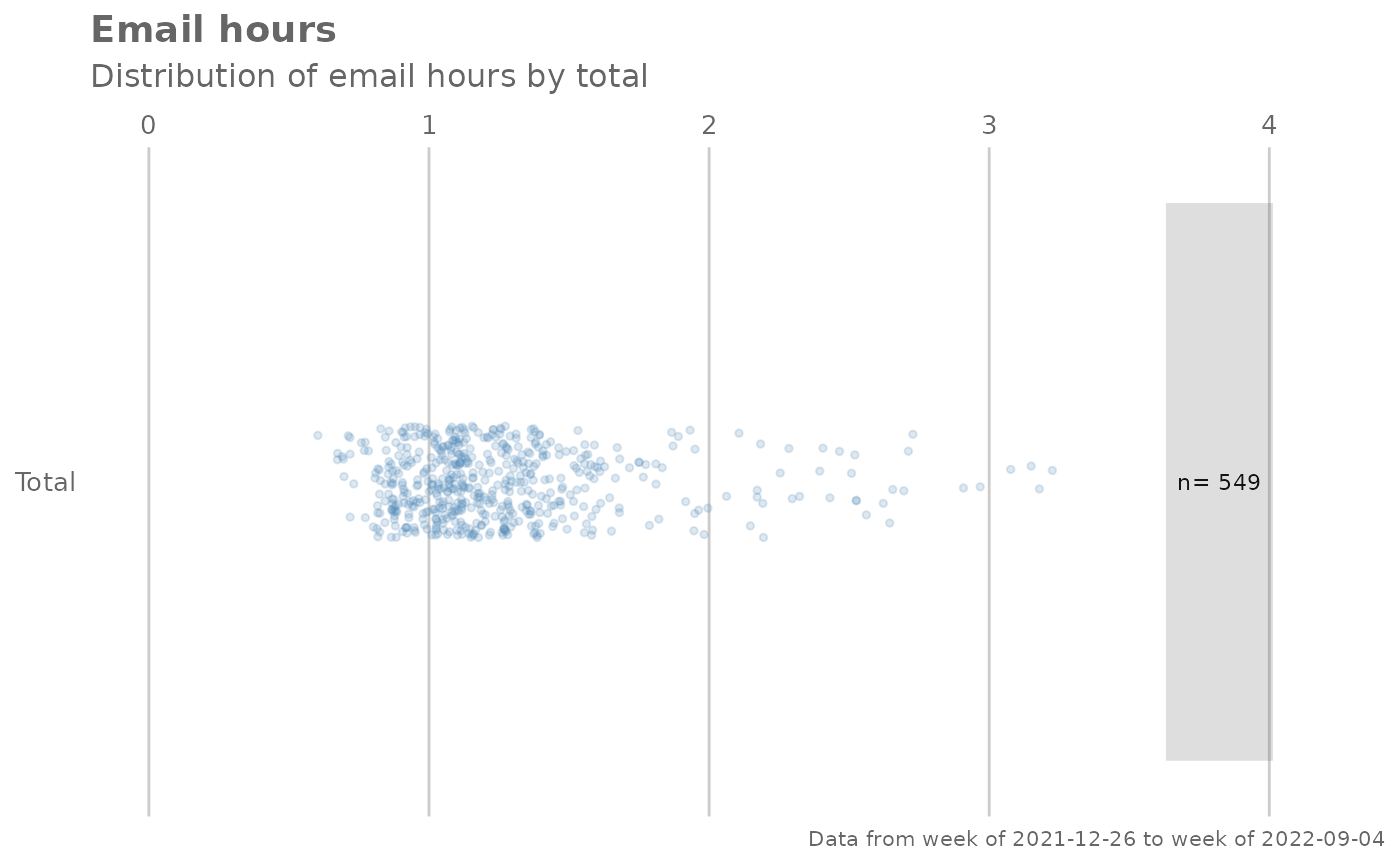 Email hours
Distribution of email hours by total
0 1 2 3 4
Total
n= 549
Data from week of 2021-12-26 to week of 2022-09-04